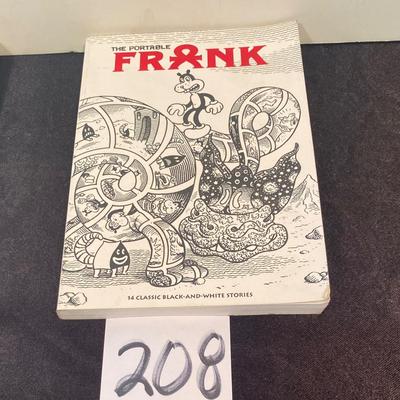 THE PORTABLE
FRANK
14 CLASSIC BLACK-AND-WHITE STORIES
208